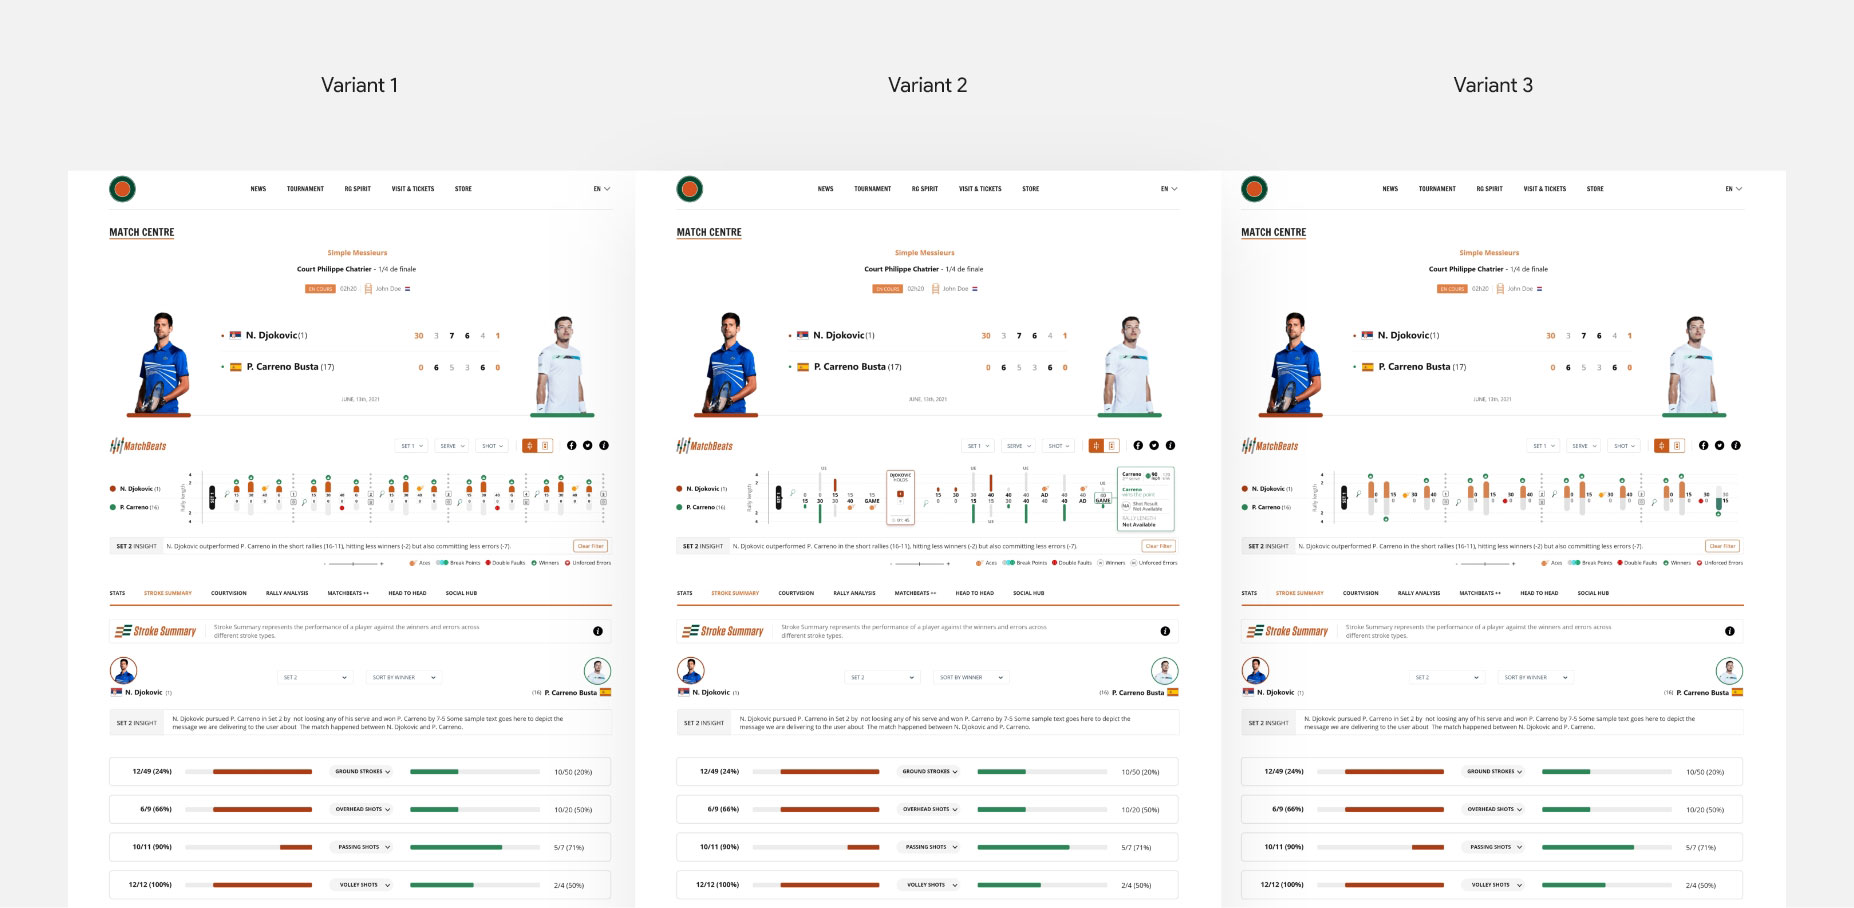 Variant 1
NEWS TOURNAMENT RG SPIRIT VISIT & TICKETS STORE EN
MATCH CENTRE
Simple Messieurs
Court Philippe Chatrier - 1/4 de finale
EN COURS 02h20 John Doe
N. Djokovic(1) 30 3 7 6 4 1
P. Carreno Busta (17) 0 6 5 3 6 0
JUNE, 13th, 2021
MatchBeats SET 1 SERVE SHOT
N. Djokovic (1)
P. Carreno (16)
Rally length
SET 2 INSIGHT N. Djokovic outperformed P. Carreno in the short rallies (16-11), hitting less winners (-2) but also committing less errors (-7). Clear Filter
- + Aces Break Points Double Faults Winners Unforced Errors
STATS STROKE SUMMARY COURTVISION RALLY ANALYSIS MATCHBEATS ++ HEAD TO HEAD SOCIAL HUB
Stroke Summary
Stroke Summary represents the performance of a player against the winners and errors across
different stroke types.
SET 2 SORT BY WINNER
N. Djokovic (1) (16) P. Carreno Busta
SET 2 INSIGHT
N. Djokovic pursued P. Carreno in Set 2 by not loosing any of his serve and won P. Carreno by 7-5 Some sample text goes here to depict the
message we are delivering to the user about The match happened between N. Djokovic and P. Carreno.
12/49 (24%) GROUND STROKES 10/50 (20%)
6/9 (66%) OVERHEAD SHOTS 10/20 (50%)
10/11 (90%) PASSING SHOTS 5/7 (71%)
12/12 (100%) VOLLEY SHOTS 2/4 (50%)
Variant 2
NEWS TOURNAMENT RG SPIRIT VISIT & TICKETS STORE EN
MATCH CENTRE
Simple Messieurs
Court Philippe Chatrier - 1/4 de finale
EN COURS 02h20 John Doe
N. Djokovic(1) 30 3 7 6 4 1
P. Carreno Busta (17) 0 6 5 3 6 0
JUNE, 13th, 2021
MatchBeats SET 1 SERVE SHOT
N. Djokovic (1)
P. Carreno (16)
Rally length
DJOKOVIC
HOLDS
Carreno
Carreno
wins the point
NA Shot Result
Not Available
RALLY LENGTH
Not Available
SET 2 INSIGHT N. Djokovic outperformed P. Carreno in the short rallies (16-11), hitting less winners (-2) but also committing less errors (-7). Clear Filter
- + Aces Break Points Double Faults Winners Unforced Errors
STATS STROKE SUMMARY COURTVISION RALLY ANALYSIS MATCHBEATS ++ HEAD TO HEAD SOCIAL HUB
Stroke Summary
Stroke Summary represents the performance of a player against the winners and errors across
different stroke types.
SET 2 SORT BY WINNER
N. Djokovic (1) (16) P. Carreno Busta
SET 2 INSIGHT
N. Djokovic pursued P. Carreno in Set 2 by not loosing any of his serve and won P. Carreno by 7-5 Some sample text goes here to depict the
message we are delivering to the user about The match happened between N. Djokovic and P. Carreno.
12/49 (24%) GROUND STROKES 10/50 (20%)
6/9 (66%) OVERHEAD SHOTS 10/20 (50%)
10/11 (90%) PASSING SHOTS 5/7 (71%)
12/12 (100%) VOLLEY SHOTS 2/4 (50%)
Variant 3
NEWS TOURNAMENT RG SPIRIT VISIT & TICKETS STORE EN
MATCH CENTRE
Simple Messieurs
Court Philippe Chatrier - 1/4 de finale
EN COURS 02h20 John Doe
N. Djokovic(1) 30 3 7 6 4 1
P. Carreno Busta (17) 0 6 5 3 6 0
JUNE, 13th, 2021
MatchBeats SET 1 SERVE SHOT
N. Djokovic (1)
P. Carreno (16)
Rally length
SET 2 INSIGHT N. Djokovic outperformed P. Carreno in the short rallies (16-11), hitting less winners (-2) but also committing less errors (-7). Clear Filter
- + Aces Break Points Double Faults Winners Unforced Errors
STATS STROKE SUMMARY COURTVISION RALLY ANALYSIS MATCHBEATS ++ HEAD TO HEAD SOCIAL HUB
Stroke Summary
Stroke Summary represents the performance of a player against the winners and errors across
different stroke types.
SET 2 SORT BY WINNER
N. Djokovic (1) (16) P. Carreno Busta
SET 2 INSIGHT
N. Djokovic pursued P. Carreno in Set 2 by not loosing any of his serve and won P. Carreno by 7-5 Some sample text goes here to depict the
message we are delivering to the user about The match happened between N. Djokovic and P. Carreno.
12/49 (24%) GROUND STROKES 10/50 (20%)
6/9 (66%) OVERHEAD SHOTS 10/20 (50%)
10/11 (90%) PASSING SHOTS 5/7 (71%)
12/12 (100%) VOLLEY SHOTS 2/4 (50%)